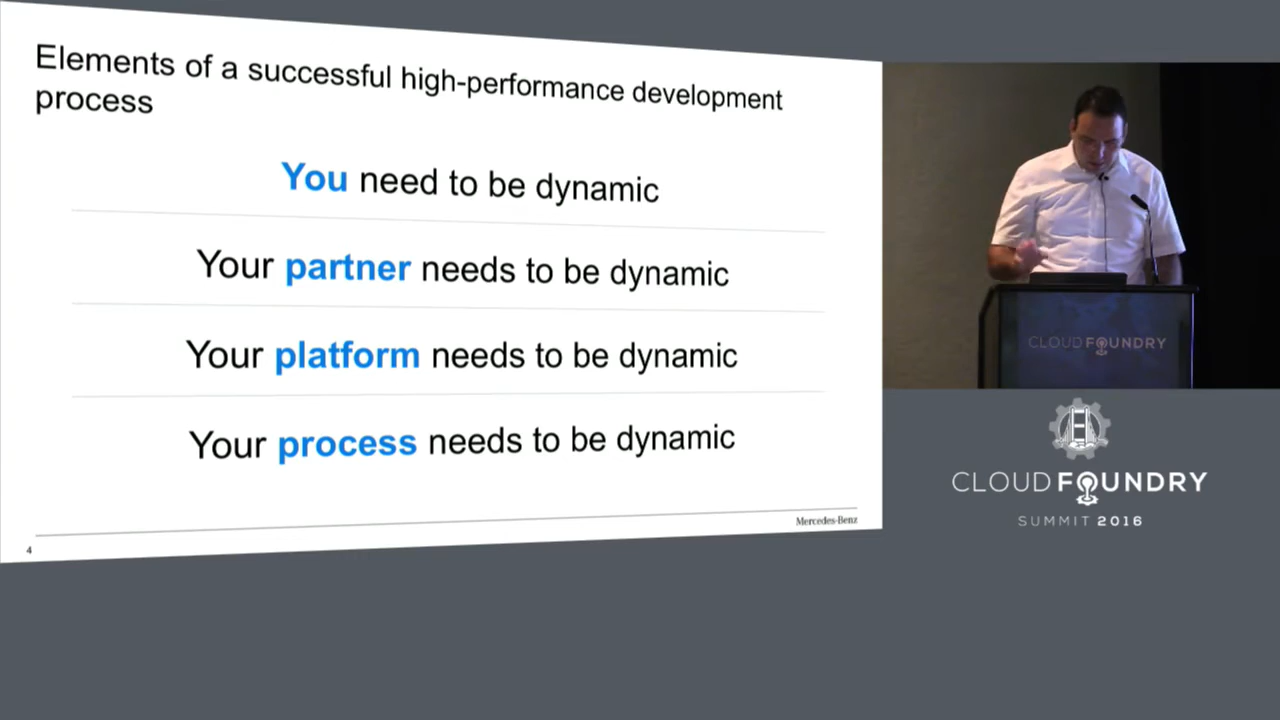 Elements of a successful high-performance development
process
You need to be dynamic
Your partner needs to be dynamic
Your platform needs to be dynamic
Your process needs to be dynamic
Mercedes-Benz
4
CLOUD FOUNDRY
CLOUD FOUNDRY
SUMMIT 2016